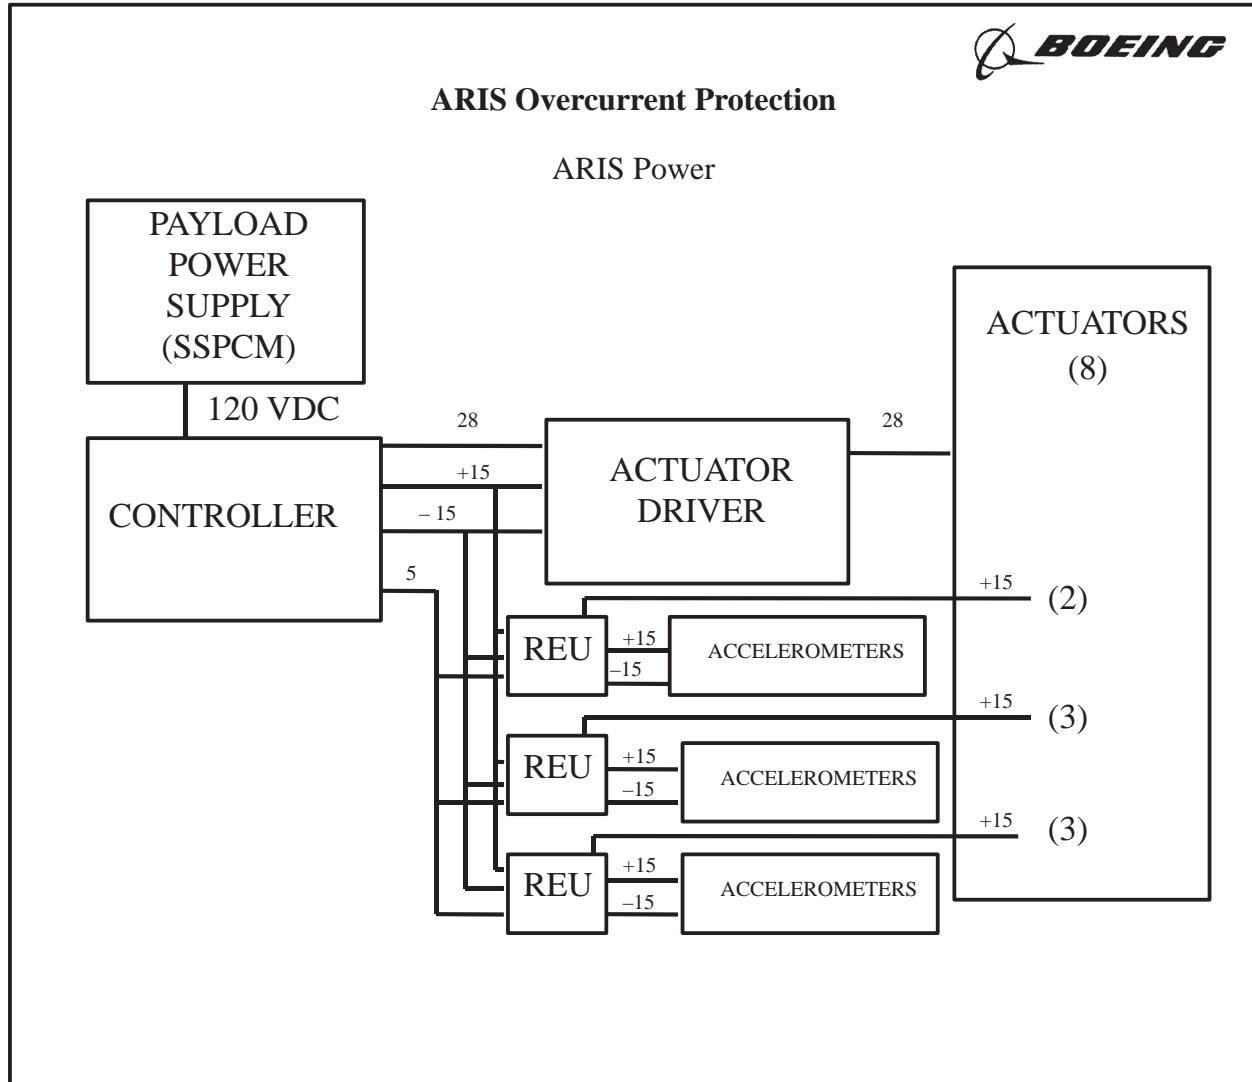 BOEING
ARIS Overcurrent Protection
ARIS Power
PAYLOAD
POWER
SUPPLY
(SSPCM)
120 VDC
CONTROLLER
28
+15
– 15
5
ACTUATOR
DRIVER
28
ACTUATORS
(8)
+15
(2)
REU
+15
–15
ACCELEROMETERS
+15
(3)
REU
+15
–15
ACCELEROMETERS
+15
(3)
REU
+15
–15
ACCELEROMETERS